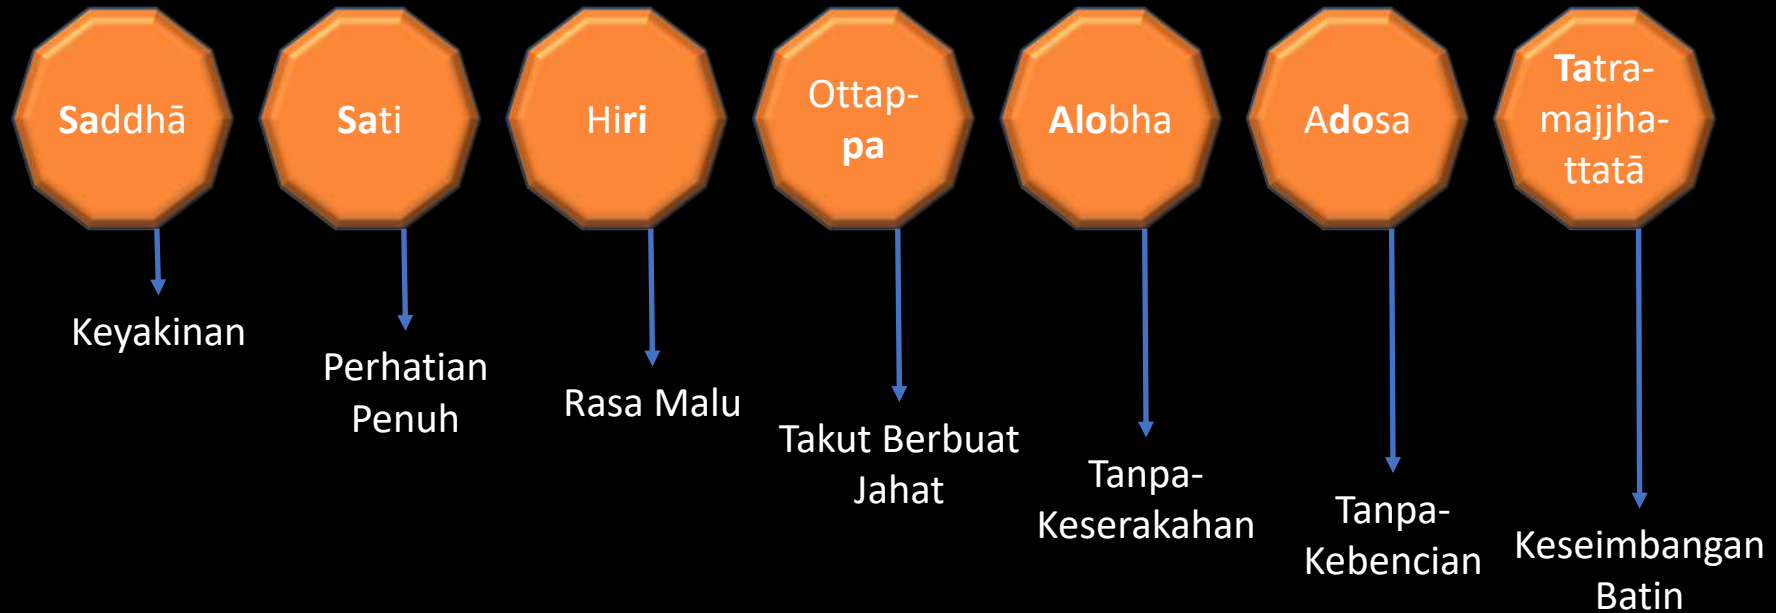 Saddhā
Sati
Hiri
Ottap-
pa
Alobha
Adosa
Tatra-
majjha-
ttatā
Keyakinan
Perhatian
Penuh
Rasa Malu
Takut Berbuat
Jahat
Tanpa-
Keserakahan
Tanpa-
Kebencian
Keseimbangan
Batin